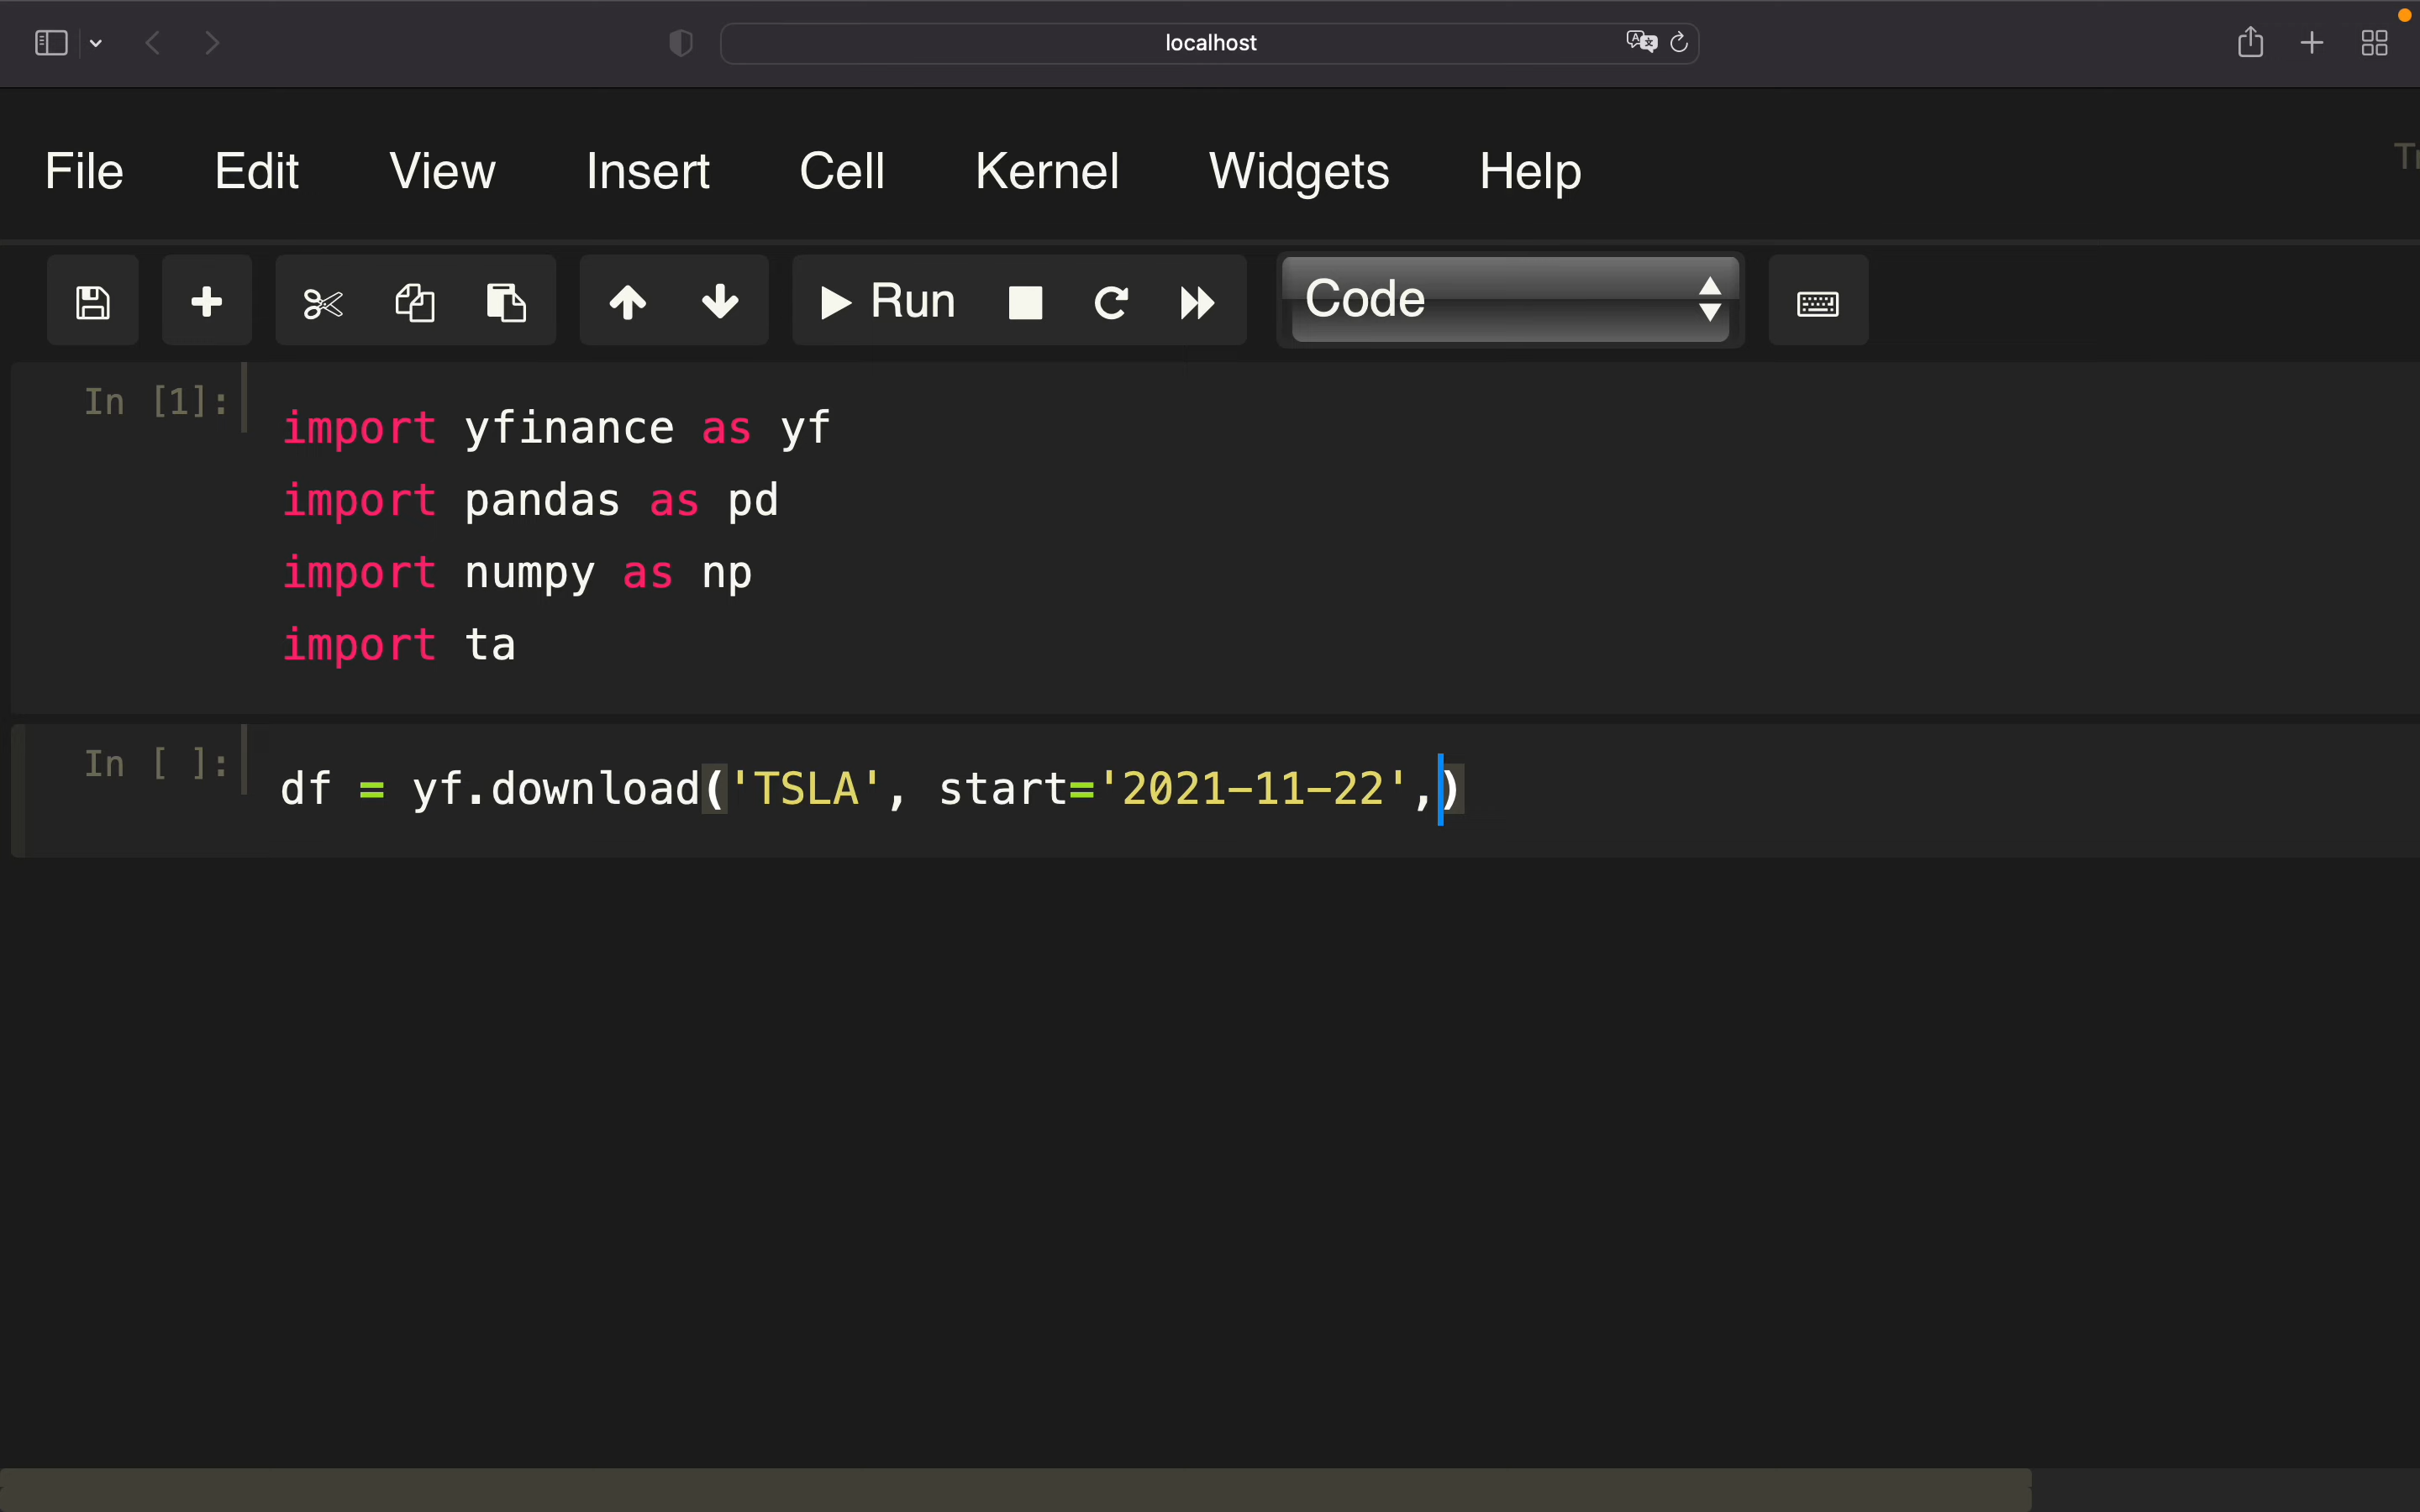 localhost
File Edit View Insert Cell Kernel Widgets Help
Run Code
In [1]:
import yfinance as yf
import pandas as pd
import numpy as np
import ta
In [ ]:
df = yf.download('TSLA', start='2021-11-22',)